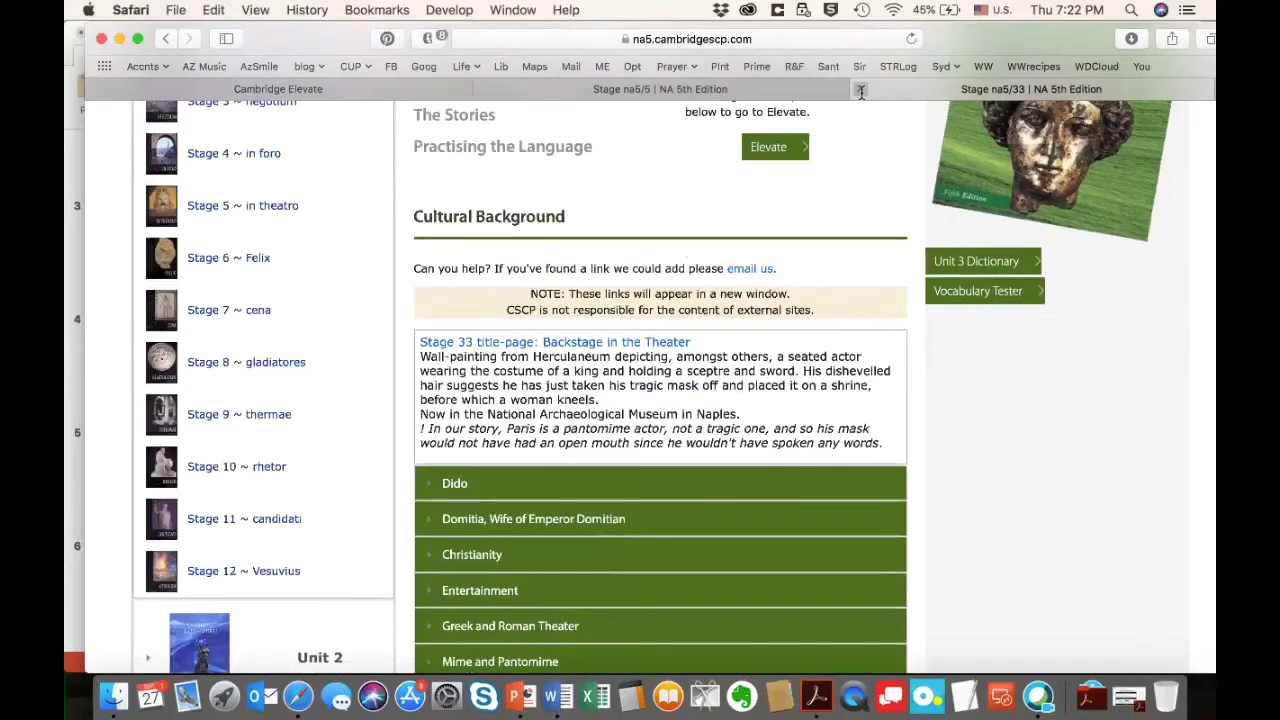 Safari File Edit View History Bookmarks Develop Window Help 45% U.S. Thu 7:22 PM
8 na5.cambridgescp.com
Accnts AZ Music AzSmile blog CUP FB Goog Life Lib Maps Mail ME Opt Prayer PInt Prime R&F Sant Sir STRLog Syd WW WWrecipes WDCloud You
Cambridge Elevate Stage na5/5 | NA 5th Edition Stage na5/33 | NA 5th Edition
Stage 3 ~ negotium
Stage 4 ~ in foro
Stage 5 ~ in theatro
Stage 6 ~ Felix
Stage 7 ~ cena
Stage 8 ~ gladiatores
Stage 9 ~ thermae
Stage 10 ~ rhetor
Stage 11 ~ candidati
Stage 12 ~ Vesuvius
Unit 2
3
4
5
6
The Stories
Practising the Language
below to go to Elevate.
Elevate
Cultural Background
Can you help? If you've found a link we could add please email us.
NOTE: These links will appear in a new window.
CSCP is not responsible for the content of external sites.
Stage 33 title-page: Backstage in the Theater
Wall-painting from Herculaneum depicting, amongst others, a seated actor
wearing the costume of a king and holding a sceptre and sword. His dishevelled
hair suggests he has just taken his tragic mask off and placed it on a shrine,
before which a woman kneels.
Now in the National Archaeological Museum in Naples.
! In our story, Paris is a pantomime actor, not a tragic one, and so his mask
would not have had an open mouth since he wouldn't have spoken any words.
Dido
Domitia, Wife of Emperor Domitian
Christianity
Entertainment
Greek and Roman Theater
Mime and Pantomime
Fifth Edition
Unit 3 Dictionary
Vocabulary Tester
SEP
27